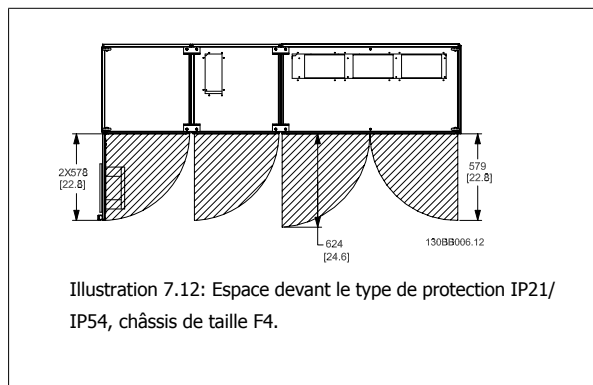 2X578
[22.8]
579
[22.8]
624
[24.6]
130BB006.12
Illustration 7.12: Espace devant le type de protection IP21/
IP54, châssis de taille F4.